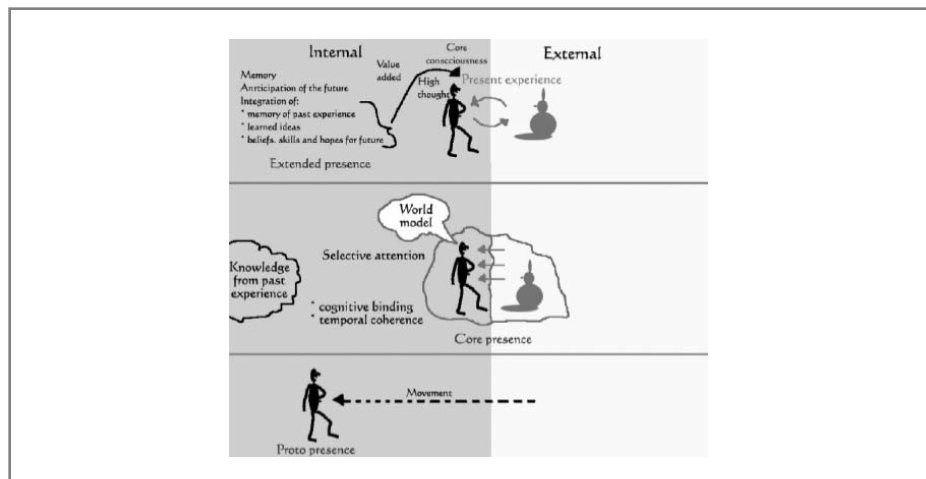 Internal
External
Core
consciousness
Value
added
High
thought
Present experience
Memory
Anrticipation of the future
Integration of:
* memory of past experience
* learned ideas
* beliefs, skills and hopes for future
Extended presence
World
model
Selective attention
Knowledge
from past
experience
* cognitive binding
* temporal coherence
Core presence
Movement
Proto presence